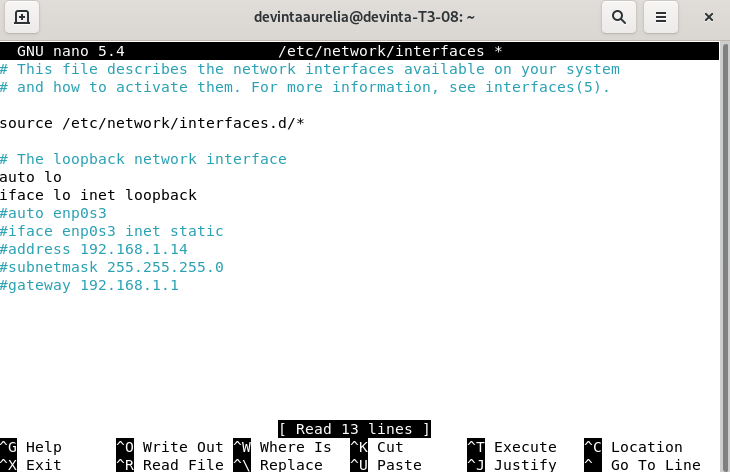 devintaaurelia@devinta-T3-08: ~
GNU nano 5.4 /etc/network/interfaces *
# This file describes the network interfaces available on your system
# and how to activate them. For more information, see interfaces(5).
source /etc/network/interfaces.d/*
# The loopback network interface
auto lo
iface lo inet loopback
#auto enp0s3
#iface enp0s3 inet static
#address 192.168.1.14
#subnetmask 255.255.255.0
#gateway 192.168.1.1
[ Read 13 lines ]
^G Help ^O Write Out ^W Where Is ^K Cut ^T Execute ^C Location
^X Exit ^R Read File ^\ Replace ^U Paste ^J Justify ^ Go To Line